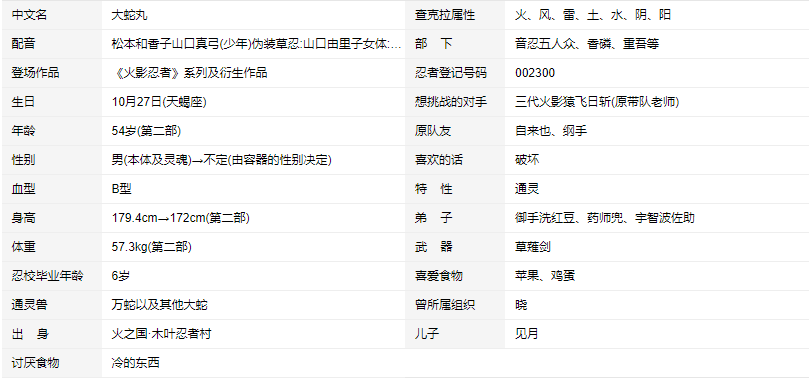 中文名 大蛇丸 查克拉属性 火、风、雷、土、水、阴、阳
配音 松本和香子山口真弓(少年)伪装草忍:山口由里子女体:... 部 下 音忍五人众、香磷、重吾等
登场作品 《火影忍者》系列及衍生作品 忍者登记号码 002300
生日 10月27日(天蝎座) 想挑战的对手 三代火影猿飞日斩(原带队老师)
年龄 54岁(第二部) 原队友 自来也、纲手
性别 男(本体及灵魂)→不定(由容器的性别决定) 喜欢的话 破坏
血型 B型 特 性 通灵
身高 179.4cm→172cm(第二部) 弟 子 御手洗红豆、药师兜、宇智波佐助
体重 57.3kg(第二部) 武 器 草薙剑
忍校毕业年龄 6岁 喜爱食物 苹果、鸡蛋
通灵兽 万蛇以及其他大蛇 曾所属组织 晓
出 身 火之国·木叶忍者村 儿子 见月
讨厌食物 冷的东西